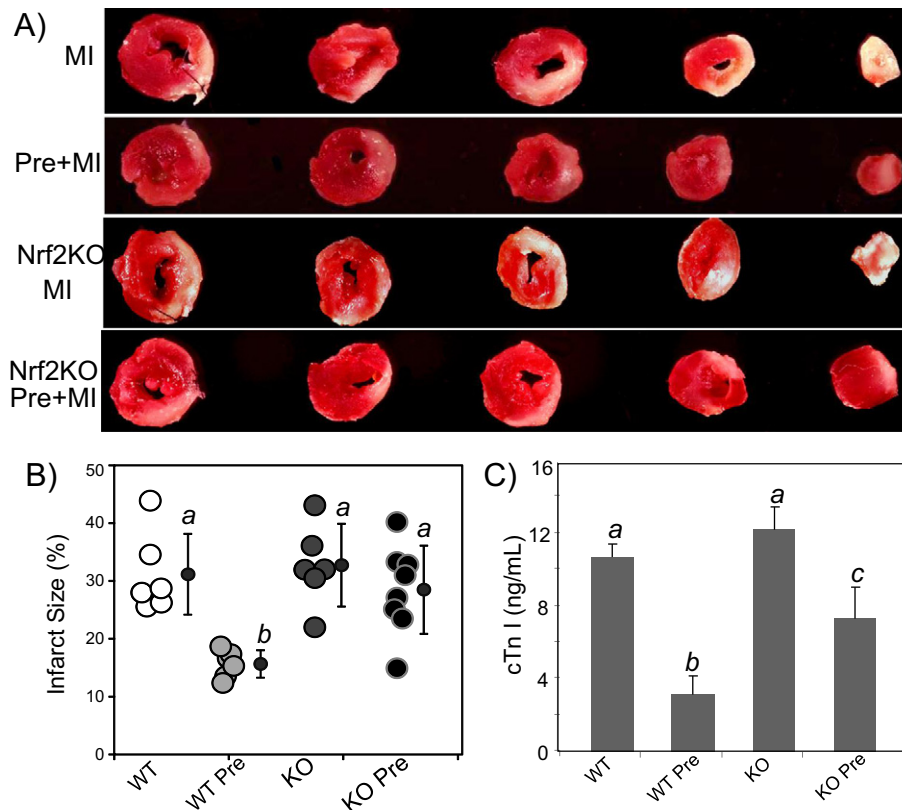 A)
MI
Pre+MI
Nrf2KO
MI
Nrf2KO
Pre+MI
B)
50
40
30
20
10
0
Infarct Size (%)
a
b
a
a
WT
WT Pre
KO
KO Pre
C)
16
12
8
4
0
cTn I (ng/mL)
a
b
a
c
WT
WT Pre
KO
KO Pre